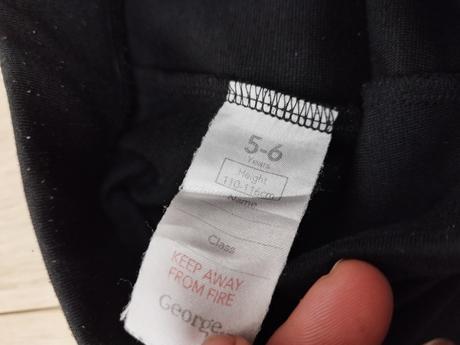 5-6
Years
Height
110-116cm
Name
Class
KEEP AWAY
FROM FIRE
George